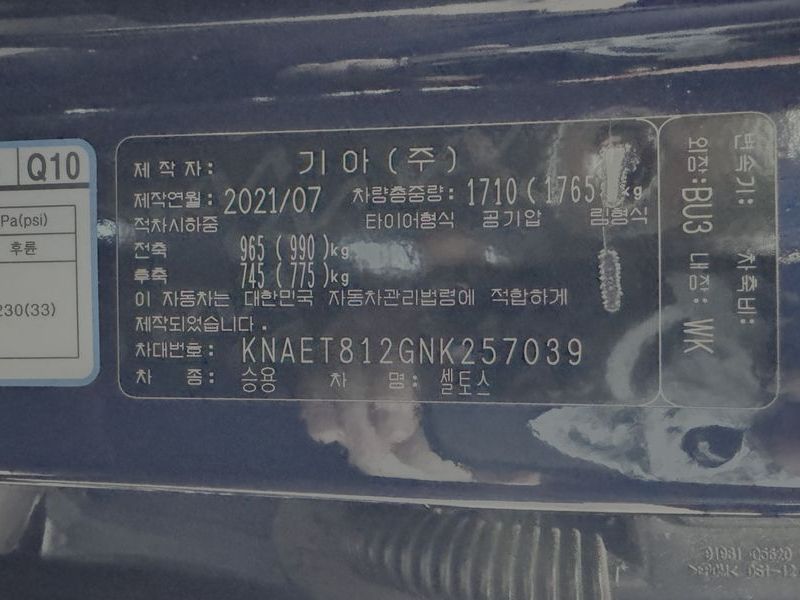 Q10
Pa(psi)
후륜
230(33)
제 작 자: 기 아 ( 주 )
제작연월: 2021/07 차량총중량: 1710 ( 1765 )kg
적차시하중 타이어형식 공기압 림형식
전축 965 ( 990 )kg
후축 745 ( 775 )kg
이 자동차는 대한민국 자동차관리법령에 적합하게
제작되었습니다.
차대번호: KNAET812GNK257039
차 종: 승용 차 명: 셀토스
변속기: 차축비:
외장:BU3 내장: WK
91981 Q5620
>PCM< DS1-12